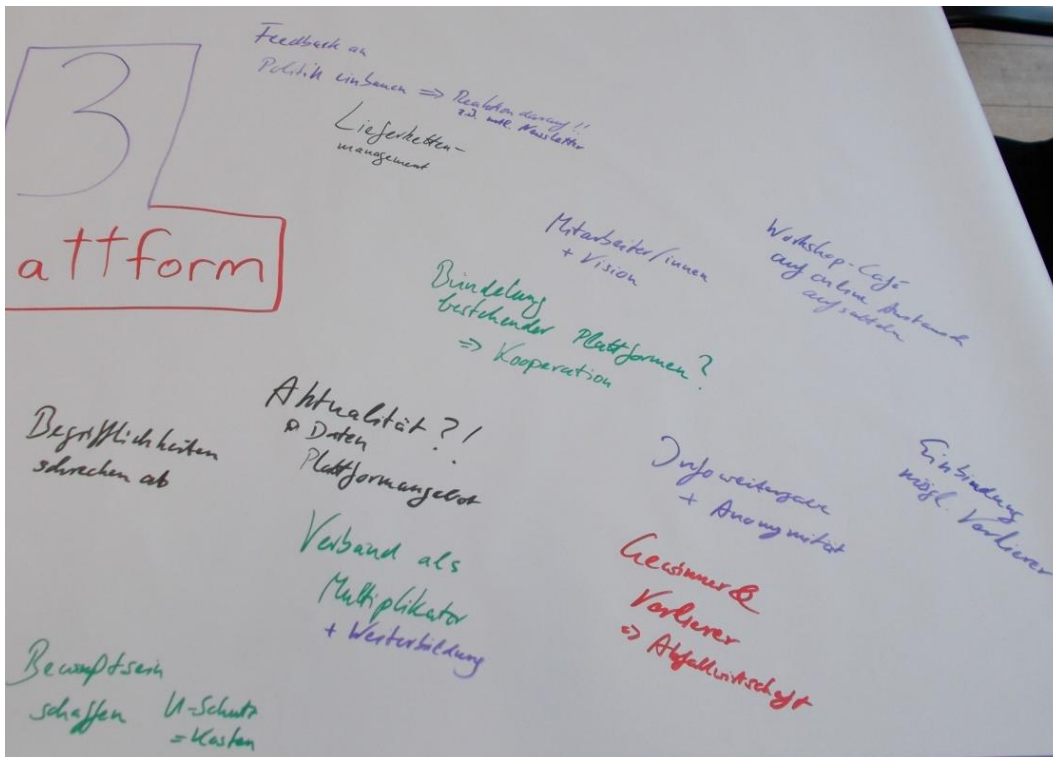 3
attform
Feedback an
Politik einbauen => Reaktion darauf!!
z.B. mtl. Newsletter
Lieferketten-
management
Mitarbeiter/innen
+ Vision
Workshop-Café
auf online Austausch
aufsatteln
Bündelung
bestehender Plattformen?
=> Kooperation
Begrifflichkeiten
schrecken ab
Aktualität?!
Daten
Plattformangebot
Verband als
Multiplikator
+ Weiterbildung
Infoweitergabe
+ Anonymität
Einbindung
mögl. Verlierer
Gewinner &
Verlierer
=> Abfallwirtschaft
Bewußtsein
schaffen
U-Schutz
= Kosten